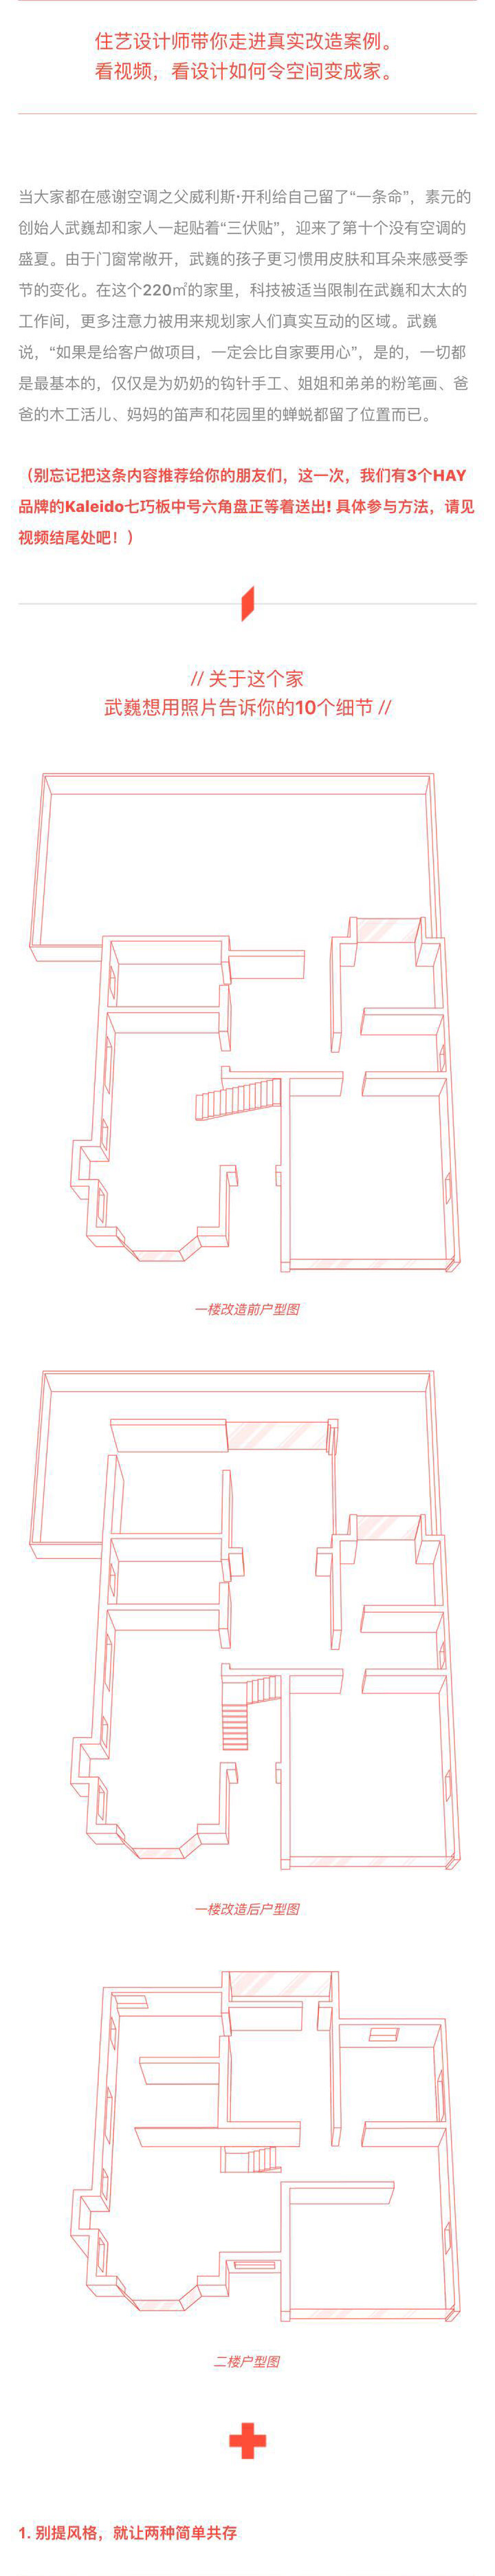 住艺设计师带你走进真实改造案例。
看视频，看设计如何令空间变成家。
当大家都在感谢空调之父威利斯·开利给自己留了“一条命”，素元的
创始人武巍却和家人一起贴着“三伏贴”，迎来了第十个没有空调的
盛夏。由于门窗常敞开，武巍的孩子更习惯用皮肤和耳朵来感受季
节的变化。在这个220㎡的家里，科技被适当限制在武巍和太太的
工作间，更多注意力被用来规划家人们真实互动的区域。武巍
说，“如果是给客户做项目，一定会比自家要用心”，是的，一切都
是最基本的，仅仅是为奶奶的钩针手工、姐姐和弟弟的粉笔画、爸
爸的木工活儿、妈妈的笛声和花园里的蝉蜕都留了位置而已。
（别忘记把这条内容推荐给你的朋友们，这一次，我们有3个HAY
品牌的Kaleido七巧板中号六角盘正等着送出! 具体参与方法，请见
视频结尾处吧！）
// 关于这个家
武巍想用照片告诉你的10个细节 //
一楼改造前户型图
一楼改造后户型图
二楼户型图
1. 别提风格，就让两种简单共存